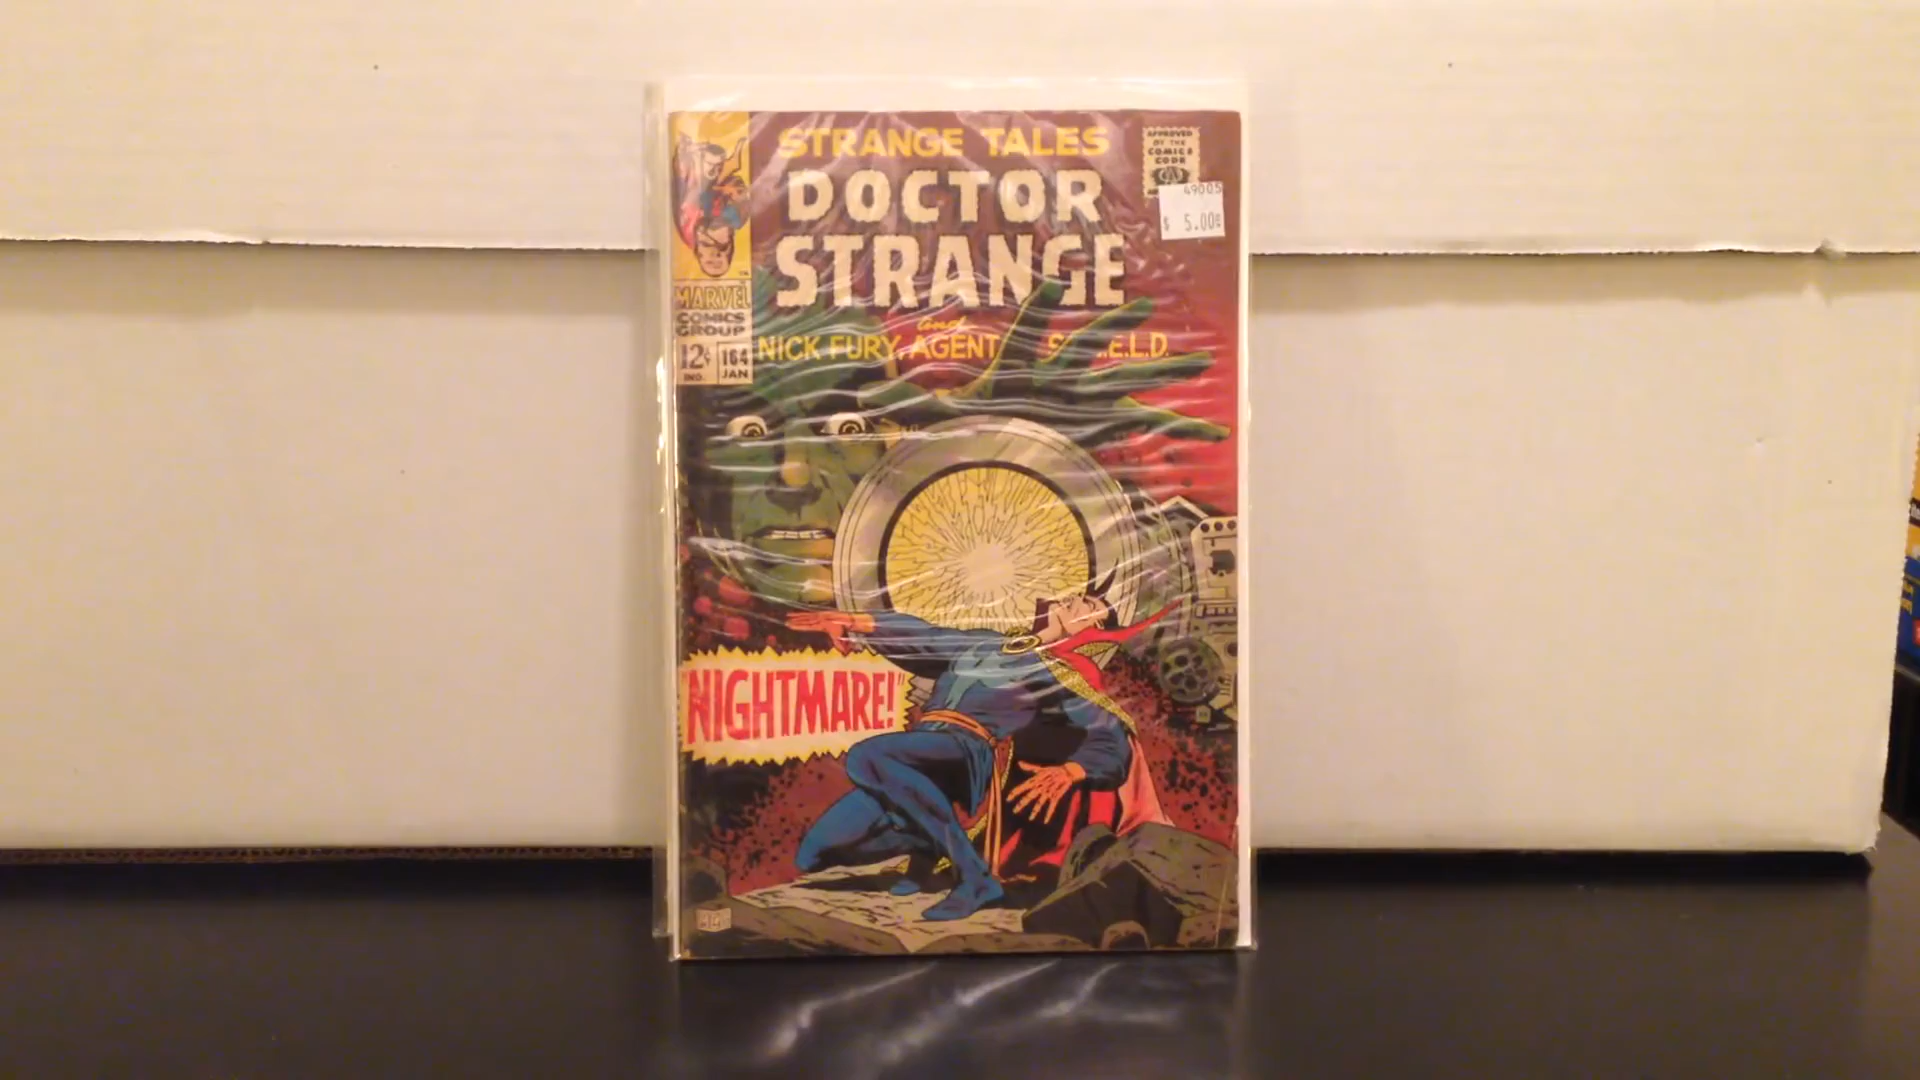 STRANGE TALES
DOCTOR
STRANGE
and
NICK FURY, AGENT S. .E.L.D.
APPROVED
BY THE
COMICS
CODE
49005
$ 5.00
MARVEL
COMICS
GROUP
12¢
IND.
164
JAN
"NIGHTMARE!"